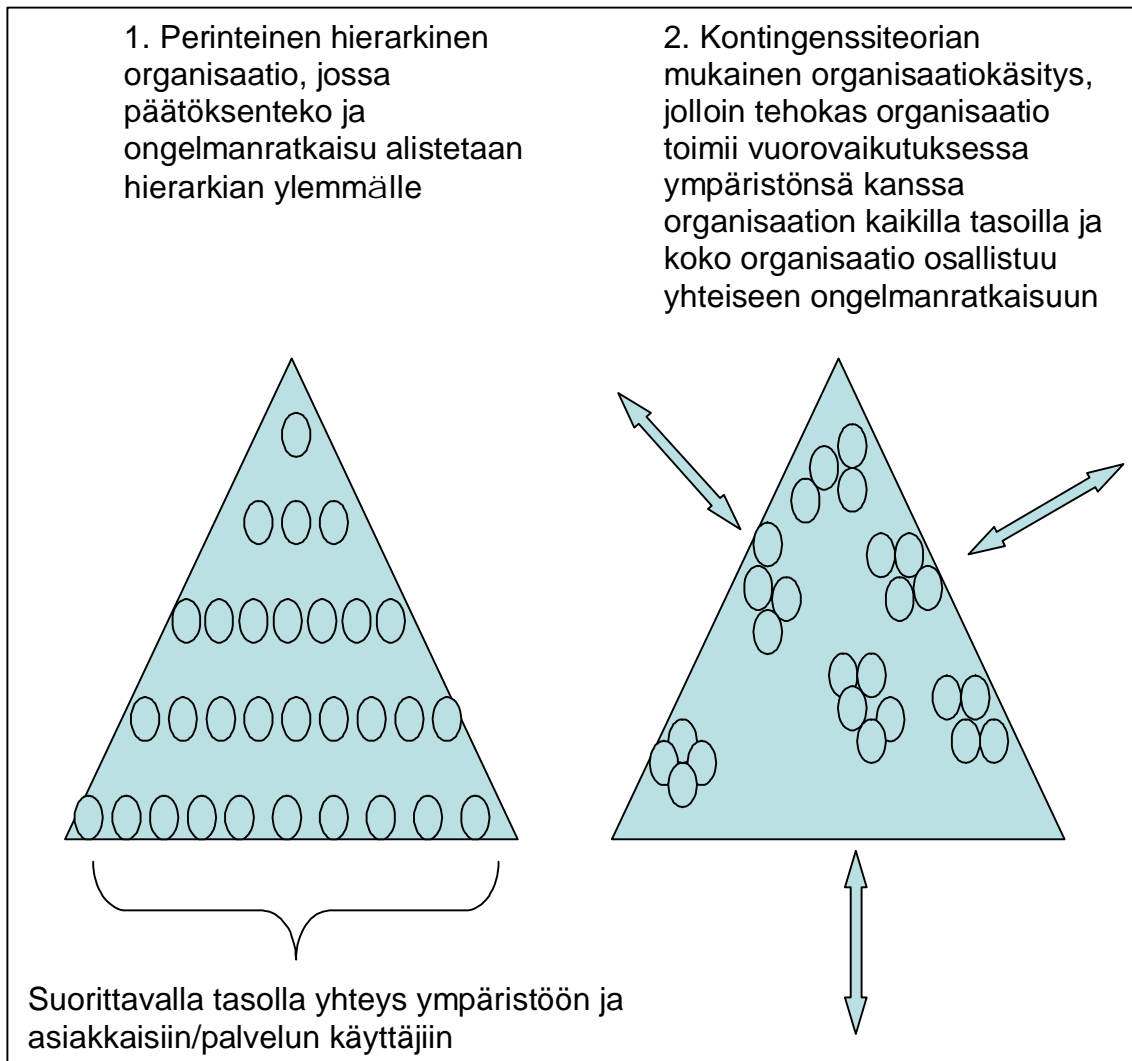 1. Perinteinen hierarkinen
organisaatio, jossa
päätöksenteko ja
ongelmanratkaisu alistetaan
hierarkian ylemmälle
2. Kontingenssiteorian
mukainen organisaatiokäsitys,
jolloin tehokas organisaatio
toimii vuorovaikutuksessa
ympäristönsä kanssa
organisaation kaikilla tasoilla ja
koko organisaatio osallistuu
yhteiseen ongelmanratkaisuun
Suorittavalla tasolla yhteys ympäristöön ja
asiakkaisiin/palvelun käyttäjiin